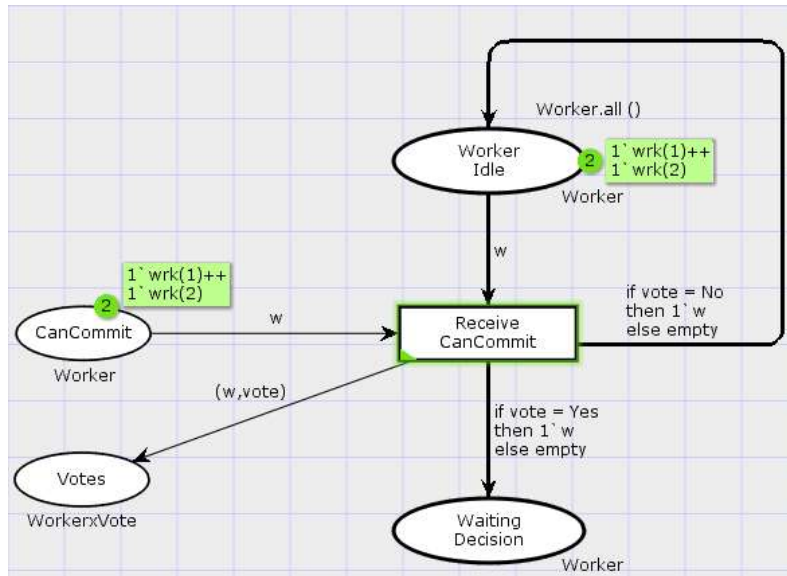 Worker.all ()
Worker
Idle
2
1`wrk(1)++
1`wrk(2)
Worker
w
1`wrk(1)++
1`wrk(2)
2
CanCommit
Worker
w
Receive
CanCommit
if vote = No
then 1`w
else empty
(w,vote)
if vote = Yes
then 1`w
else empty
Votes
WorkerxVote
Waiting
Decision
Worker